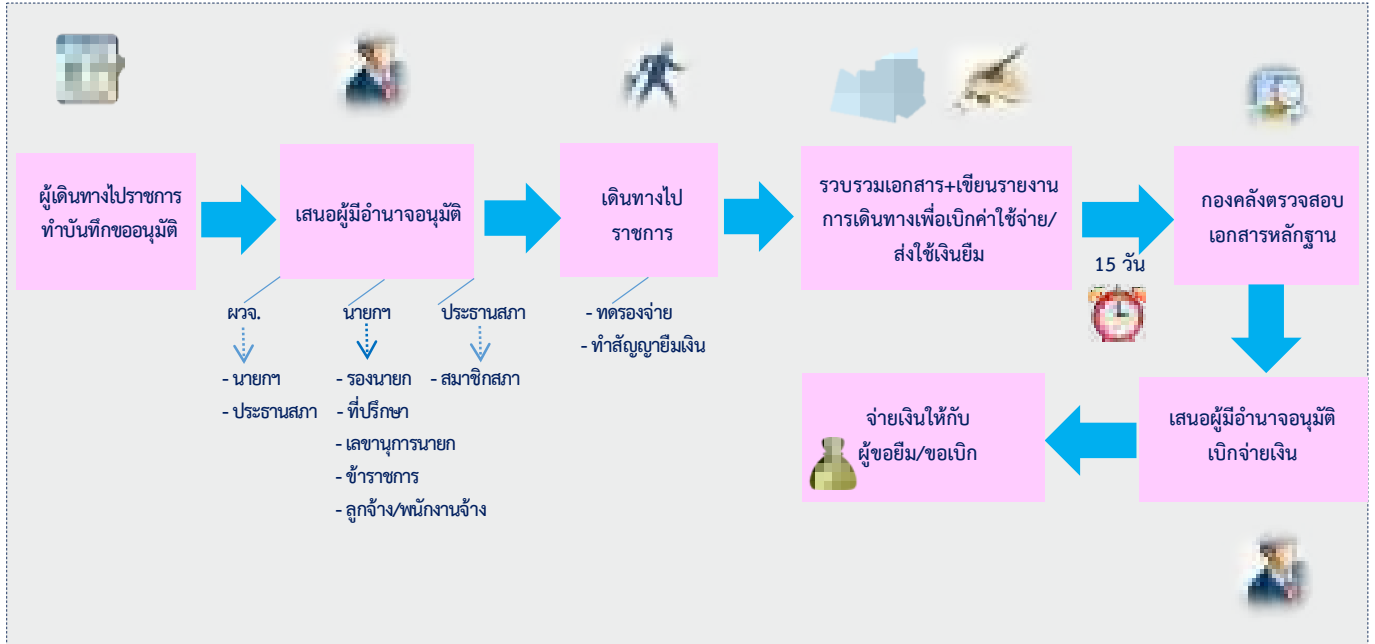 ผู้เดินทางไปราชการ
ทำบันทึกขออนุมัติ
เสนอผู้มีอำนาจอนุมัติ
เดินทางไป
ราชการ
รวบรวมเอกสาร+เขียนรายงาน
การเดินทางเพื่อเบิกค่าใช้จ่าย/
ส่งใช้เงินยืม
15 วัน
กองคลังตรวจสอบ
เอกสารหลักฐาน
ผวจ.
- นายกฯ
- ประธานสภา
นายกฯ
- รองนายก
- ที่ปรึกษา
- เลขานุการนายก
- ข้าราชการ
- ลูกจ้าง/พนักงานจ้าง
ประธานสภา
- สมาชิกสภา
- ทดรองจ่าย
- ทำสัญญายืมเงิน
เสนอผู้มีอำนาจอนุมัติ
เบิกจ่ายเงิน
จ่ายเงินให้กับ
ผู้ขอยืม/ขอเบิก